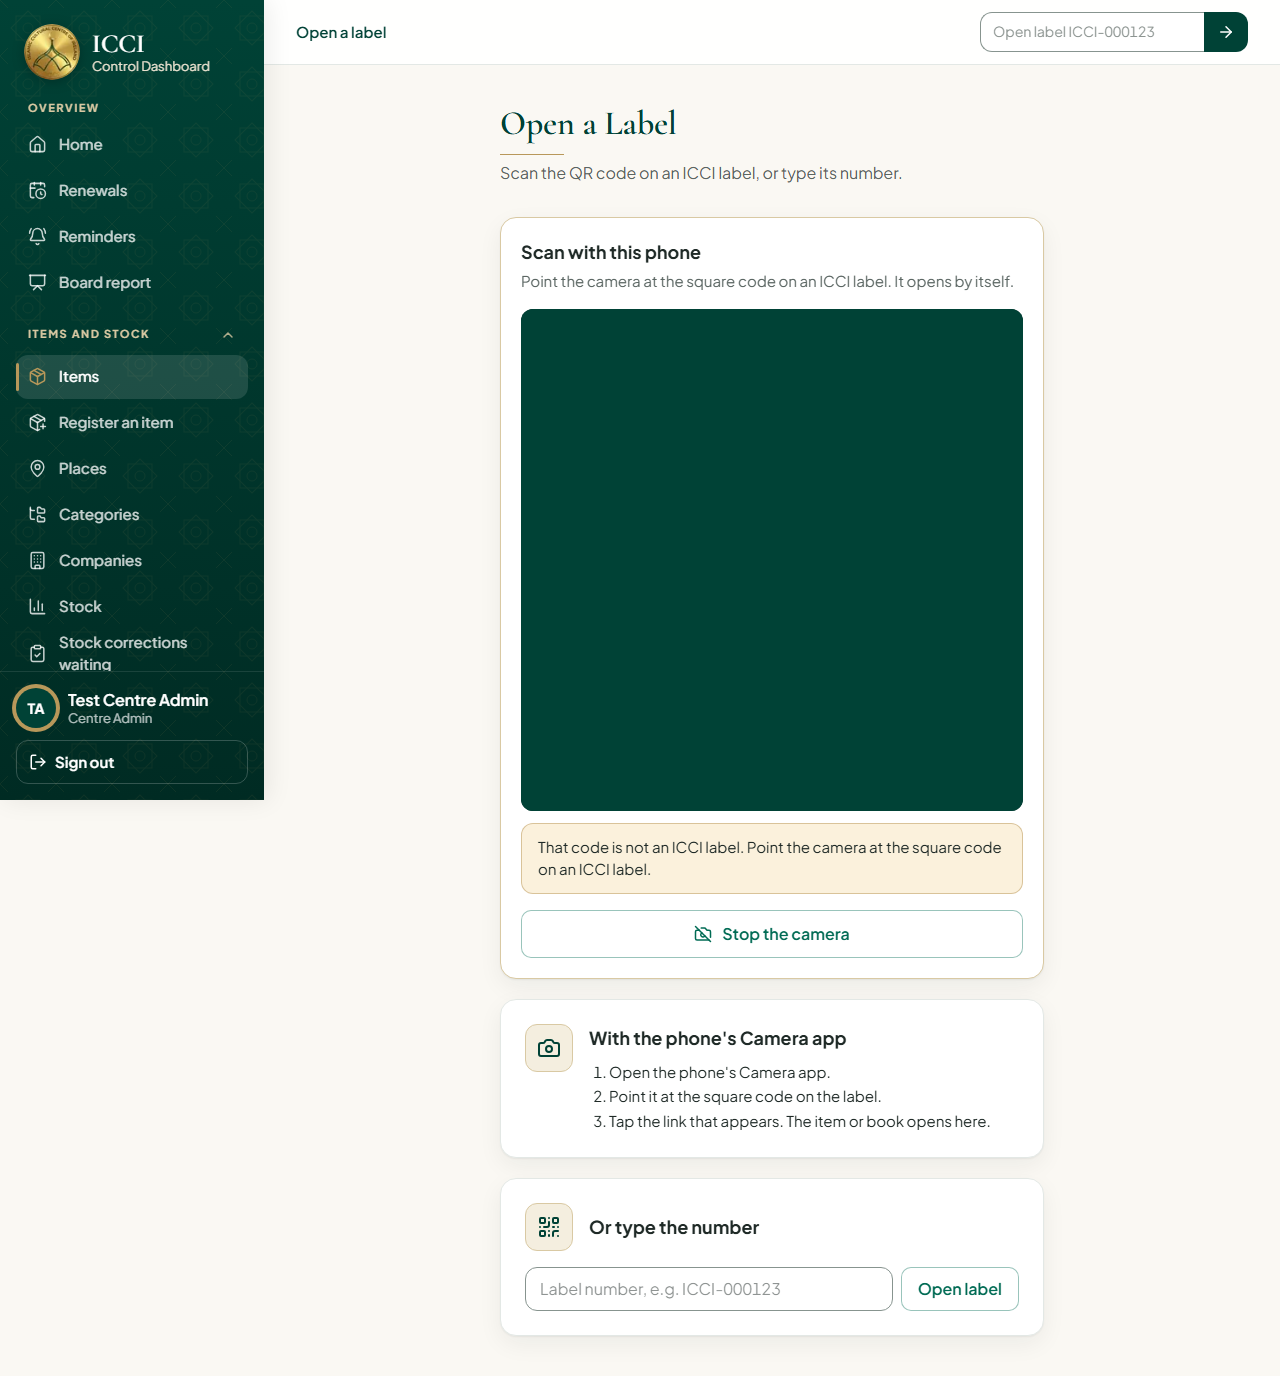 ICCI
Control Dashboard
OVERVIEW
Home
Renewals
Reminders
Board report
ITEMS AND STOCK
Items
Register an item
Places
Categories
Companies
Stock
Stock corrections
waiting
TA
Test Centre Admin
Centre Admin
Sign out
Open a label
Open label ICCI-000123
Open a Label
Scan the QR code on an ICCI label, or type its number.
Scan with this phone
Point the camera at the square code on an ICCI label. It opens by itself.
That code is not an ICCI label. Point the camera at the square code
on an ICCI label.
Stop the camera
With the phone's Camera app
1. Open the phone's Camera app.
2. Point it at the square code on the label.
3. Tap the link that appears. The item or book opens here.
Or type the number
Label number, e.g. ICCI-000123
Open label